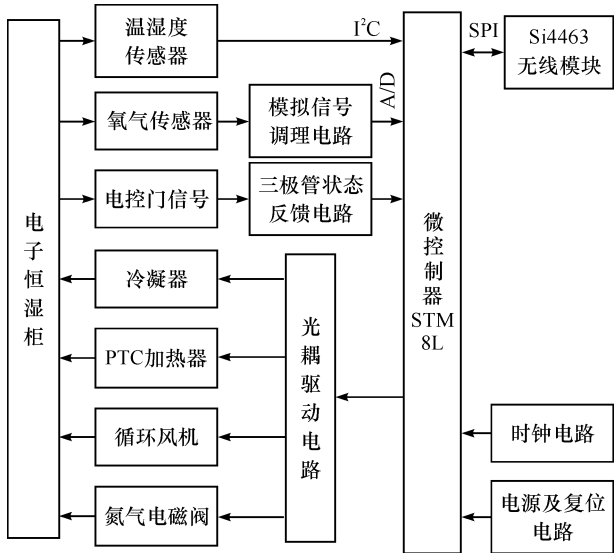 温湿度
传感器
I²C
SPI
Si4463
无线模块
氧气传感器
模拟信号
调理电路
A/D
电控门信号
三极管状态
反馈电路
电子恒湿柜
冷凝器
PTC加热器
循环风机
氮气电磁阀
光耦驱动电路
微控制器
STM
8L
时钟电路
电源及复位
电路